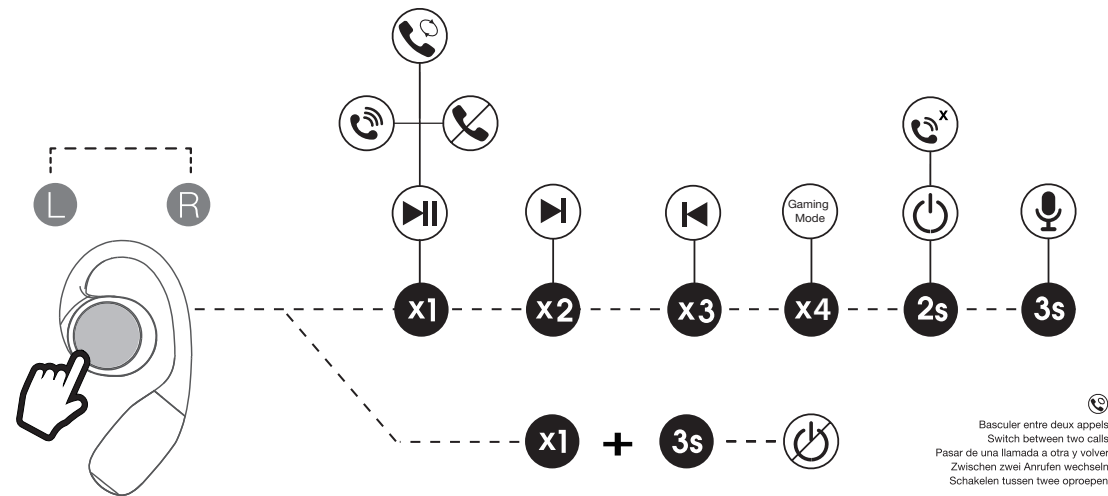 x
L
R
Gaming
Mode
x1
x2
x3
x4
2s
3s
x1 + 3s
Basculer entre deux appels
Switch between two calls
Pasar de una llamada a otra y volver
Zwischen zwei Anrufen wechseln
Schakelen tussen twee oproepen